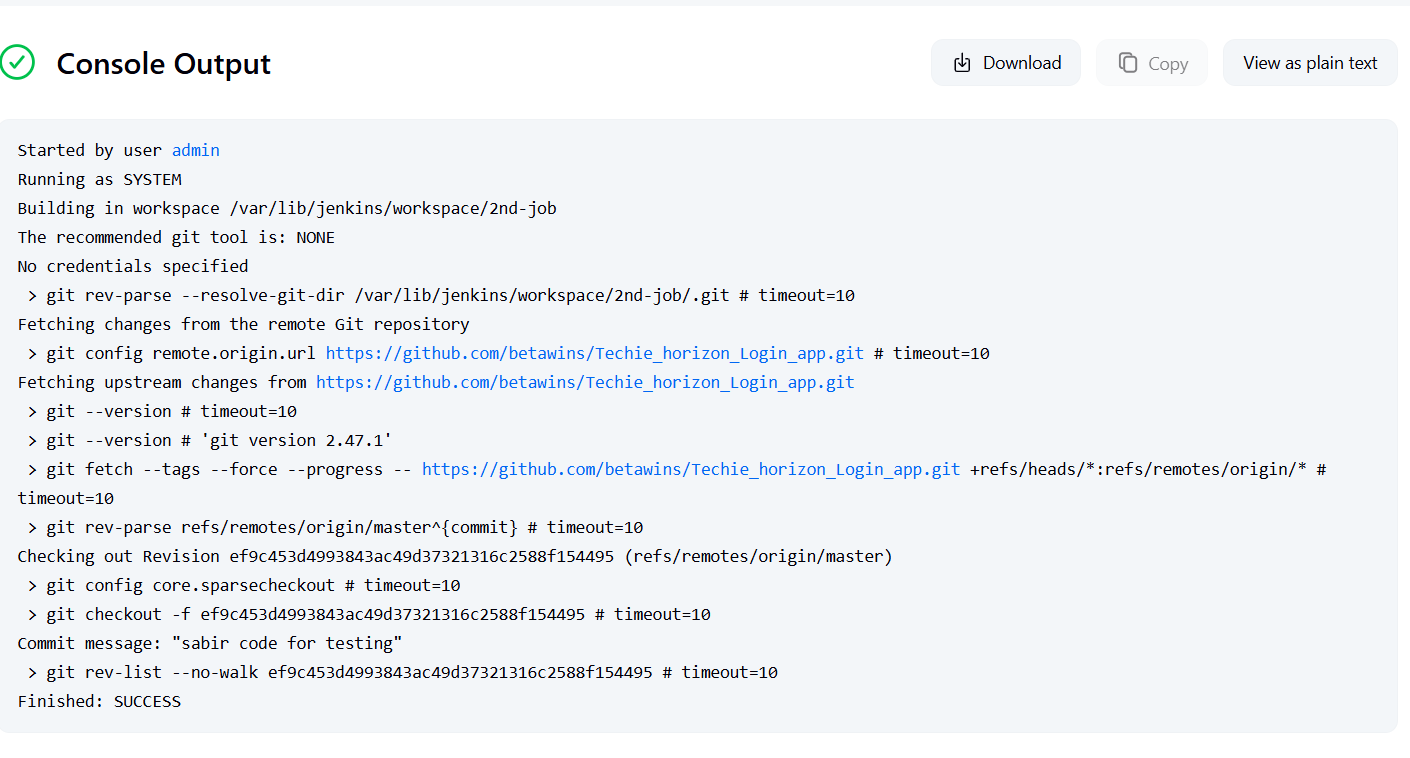 Console Output
Download
Copy
View as plain text
Started by user admin
Running as SYSTEM
Building in workspace /var/lib/jenkins/workspace/2nd-job
The recommended git tool is: NONE
No credentials specified
> git rev-parse --resolve-git-dir /var/lib/jenkins/workspace/2nd-job/.git # timeout=10
Fetching changes from the remote Git repository
> git config remote.origin.url https://github.com/betawins/Techie_horizon_Login_app.git # timeout=10
Fetching upstream changes from https://github.com/betawins/Techie_horizon_Login_app.git
> git --version # timeout=10
> git --version # 'git version 2.47.1'
> git fetch --tags --force --progress -- https://github.com/betawins/Techie_horizon_Login_app.git +refs/heads/*:refs/remotes/origin/* #
timeout=10
> git rev-parse refs/remotes/origin/master^{commit} # timeout=10
Checking out Revision ef9c453d4993843ac49d37321316c2588f154495 (refs/remotes/origin/master)
> git config core.sparsecheckout # timeout=10
> git checkout -f ef9c453d4993843ac49d37321316c2588f154495 # timeout=10
Commit message: "sabir code for testing"
> git rev-list --no-walk ef9c453d4993843ac49d37321316c2588f154495 # timeout=10
Finished: SUCCESS